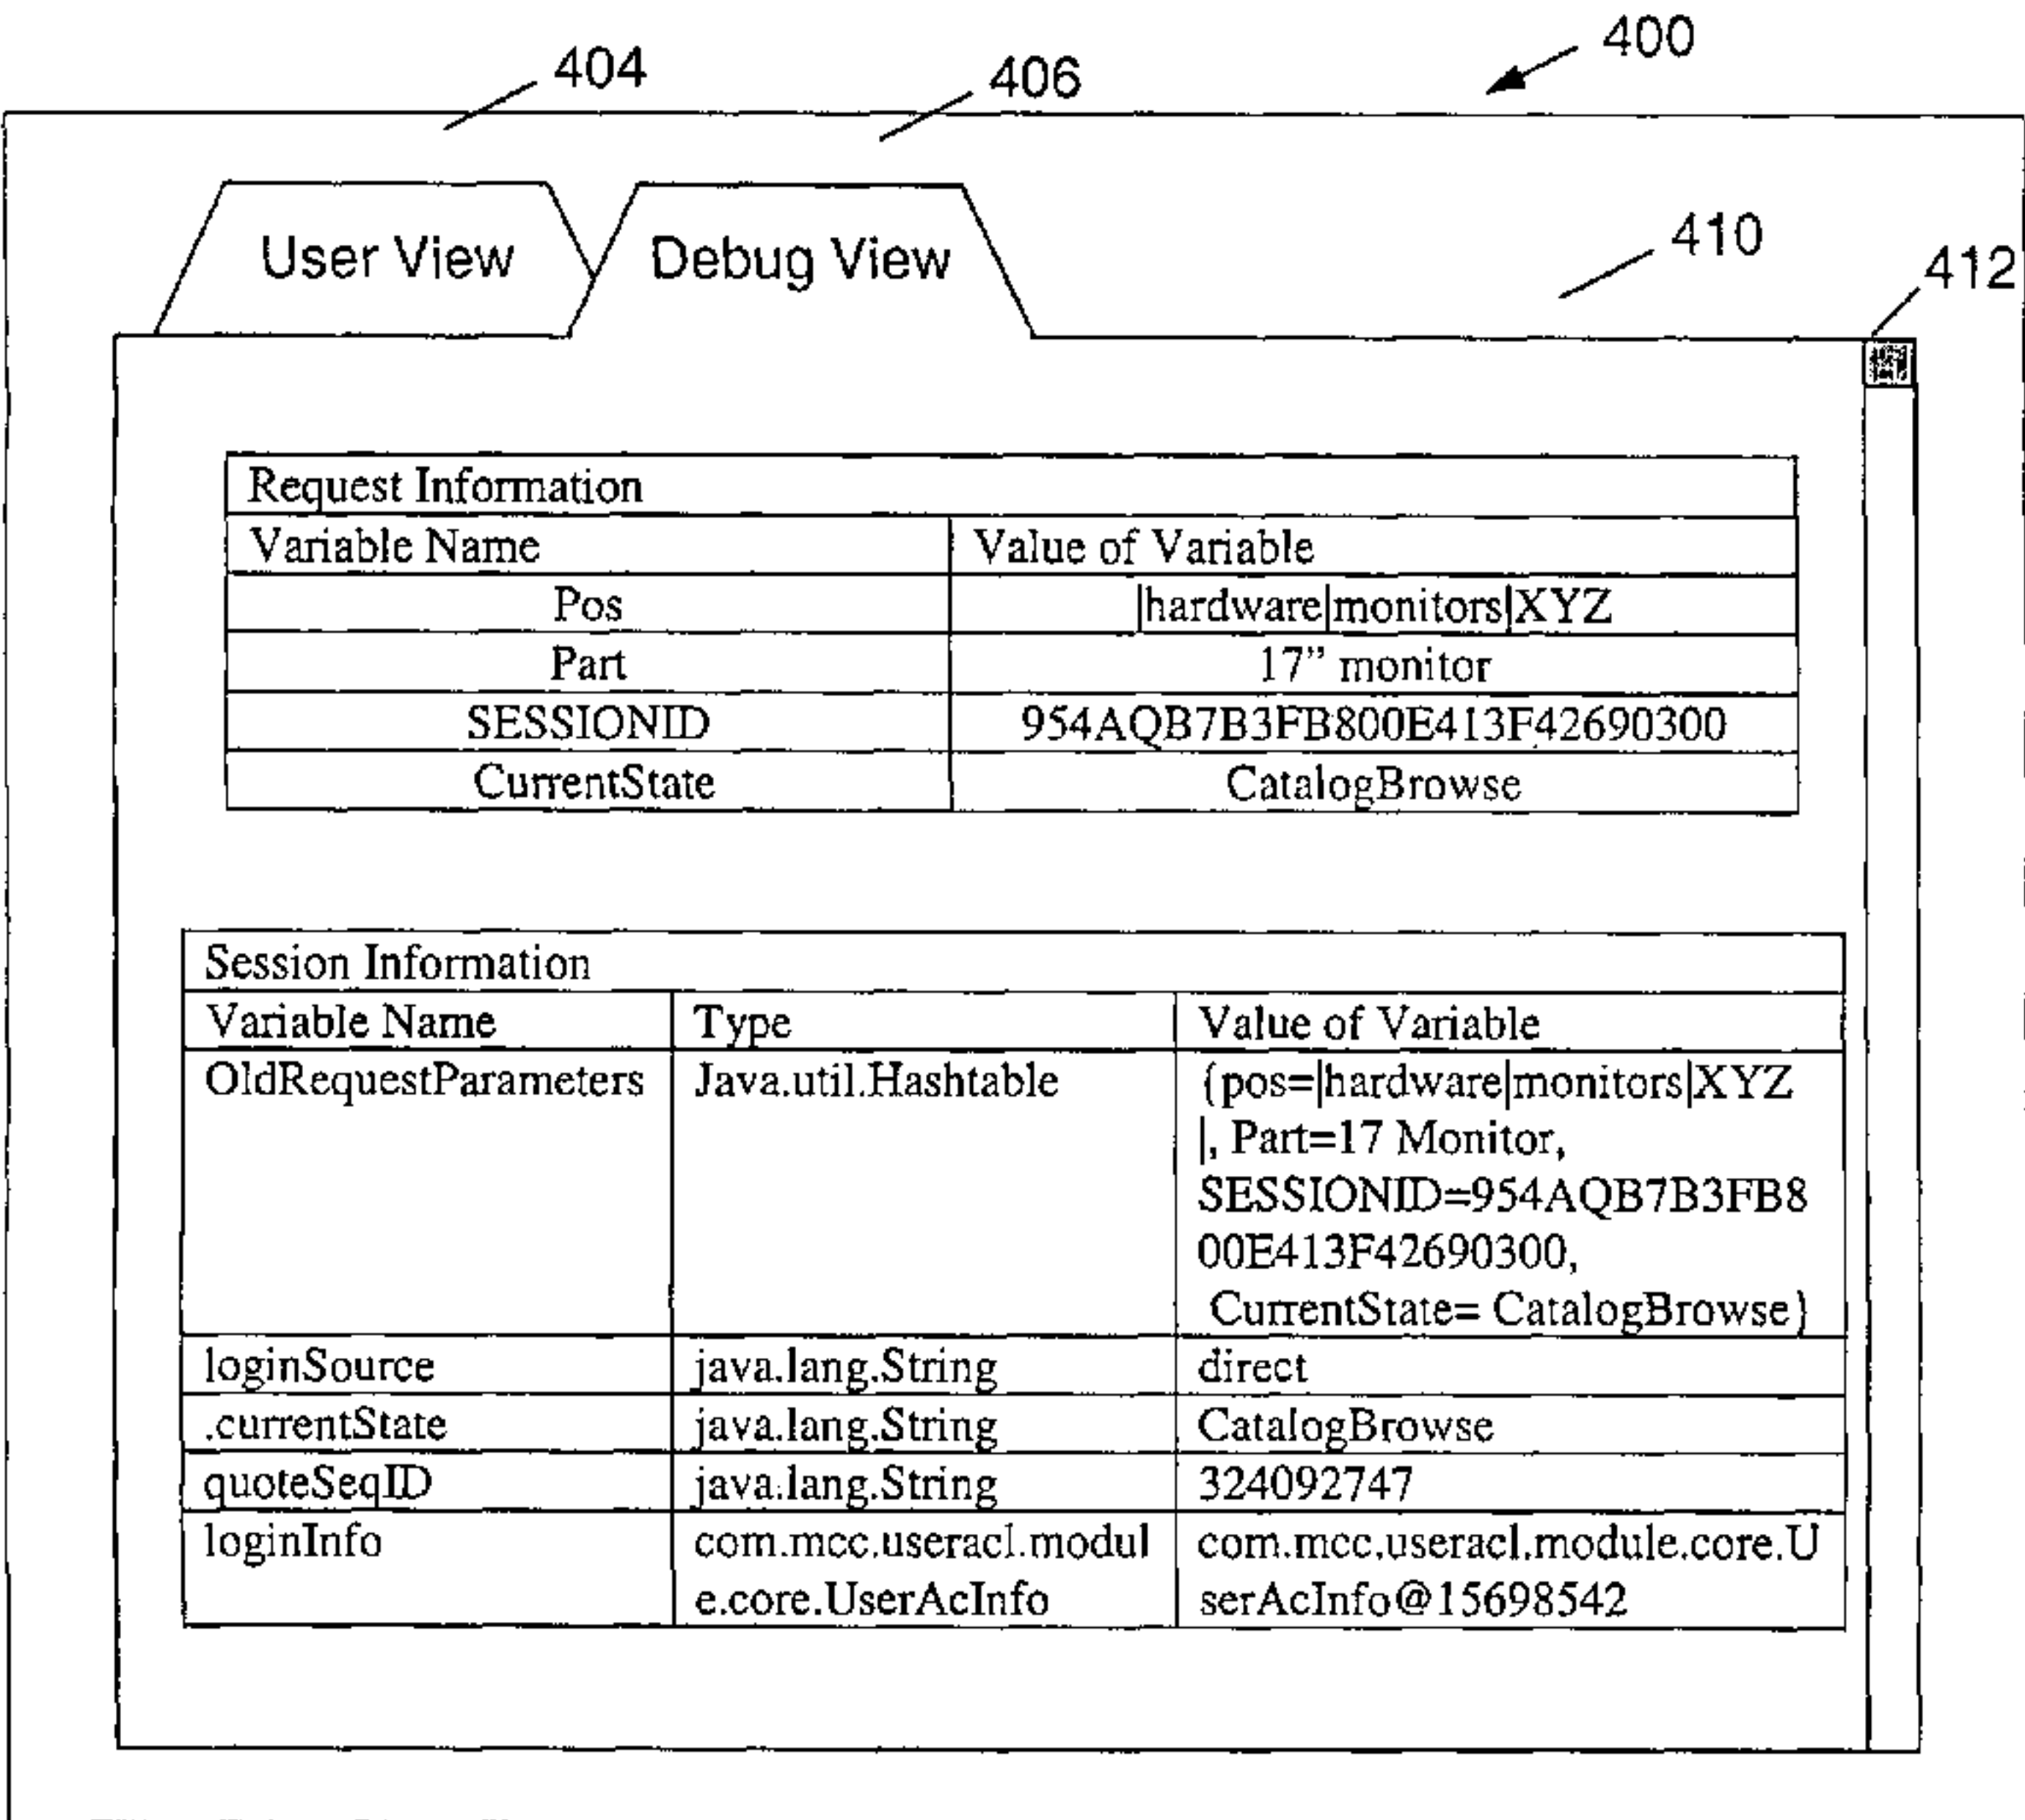 400
404
406
User View
Debug View
410
412
Request Information
Variable Name Value of Variable
Pos |hardware|monitors|XYZ
Part 17” monitor
SESSIONID 954AQB7B3FB800E413F42690300
CurrentState CatalogBrowse
Session Information
Variable Name Type Value of Variable
OldRequestParameters Java.util.Hashtable {pos=|hardware|monitors|XYZ
|, Part=17 Monitor,
SESSIONID=954AQB7B3FB8
00E413F42690300,
CurrentState= CatalogBrowse}
loginSource java.lang.String direct
.currentState java.lang.String CatalogBrowse
quoteSeqID java.lang.String 324092747
loginInfo com.mcc.useracl.modul com.mcc.useracl.module.core.U
e.core.UserAcInfo serAcInfo@15698542